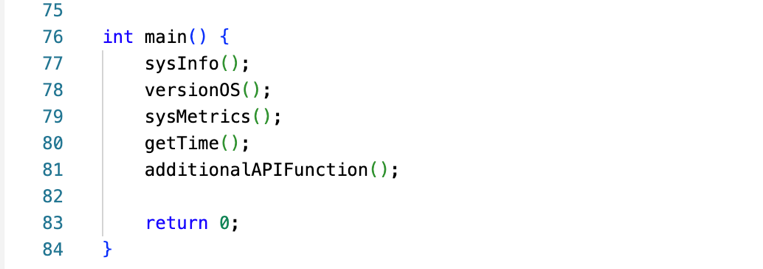 75
76 int main() {
77     sysInfo();
78     versionOS();
79     sysMetrics();
80     getTime();
81     additionalAPIFunction();
82
83     return 0;
84 }